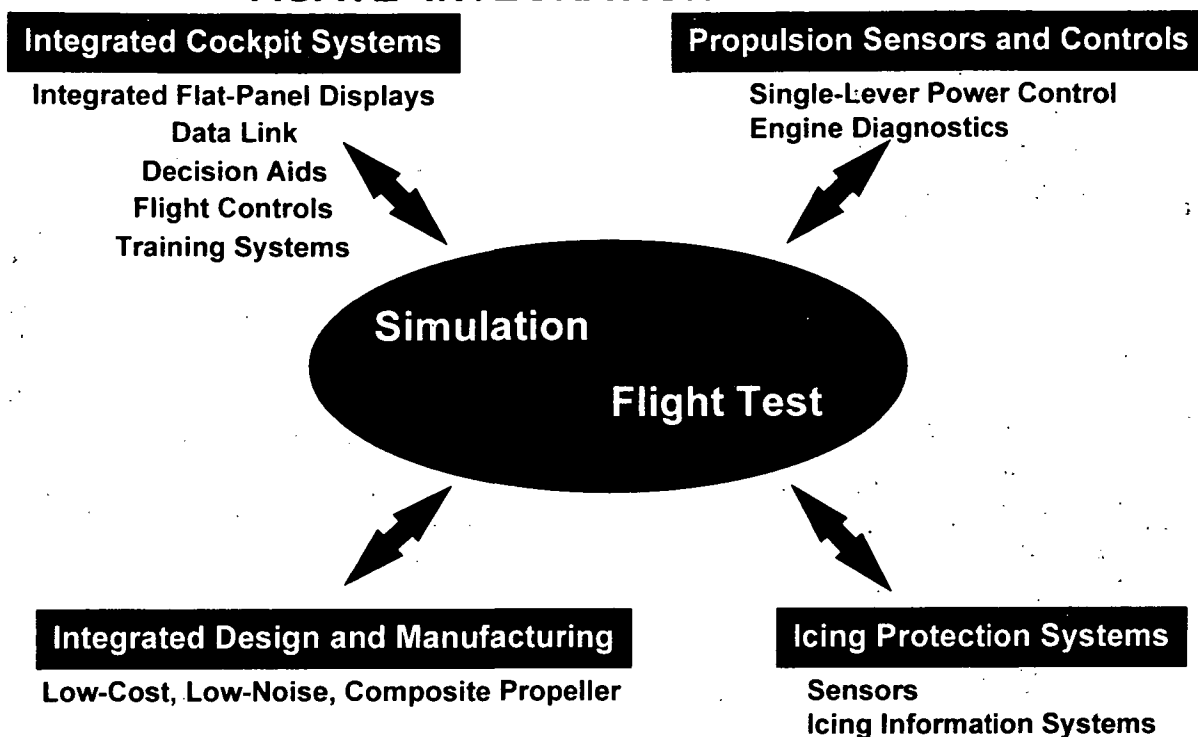 Integrated Cockpit Systems
Integrated Flat-Panel Displays
Data Link
Decision Aids
Flight Controls
Training Systems
Propulsion Sensors and Controls
Single-Lever Power Control
Engine Diagnostics
Simulation
Flight Test
Integrated Design and Manufacturing
Low-Cost, Low-Noise, Composite Propeller
Icing Protection Systems
Sensors
Icing Information Systems